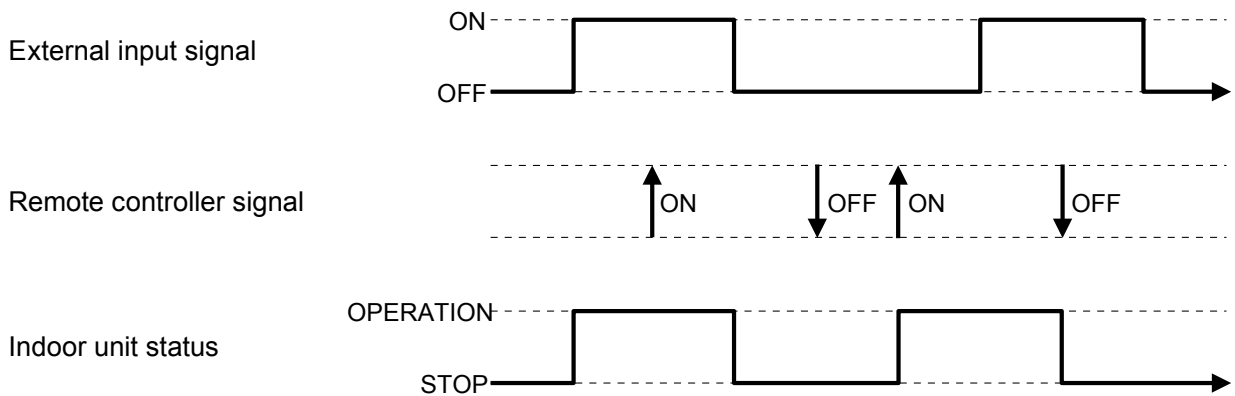 ON
External input signal
OFF
Remote controller signal
ON
OFF
ON
OFF
OPERATION
Indoor unit status
STOP